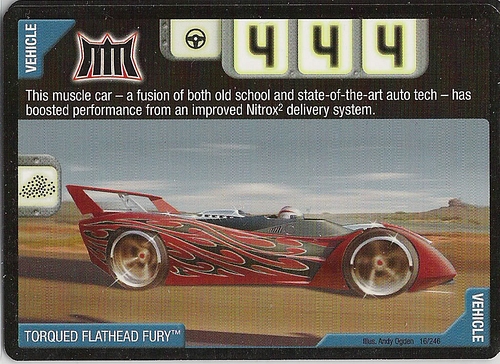 VEHICLE
4 4 4
This muscle car – a fusion of both old school and state-of-the-art auto tech – has
boosted performance from an improved Nitrox² delivery system.
TORQUED FLATHEAD FURY™
Illus. Andy Ogden 16/246
VEHICLE